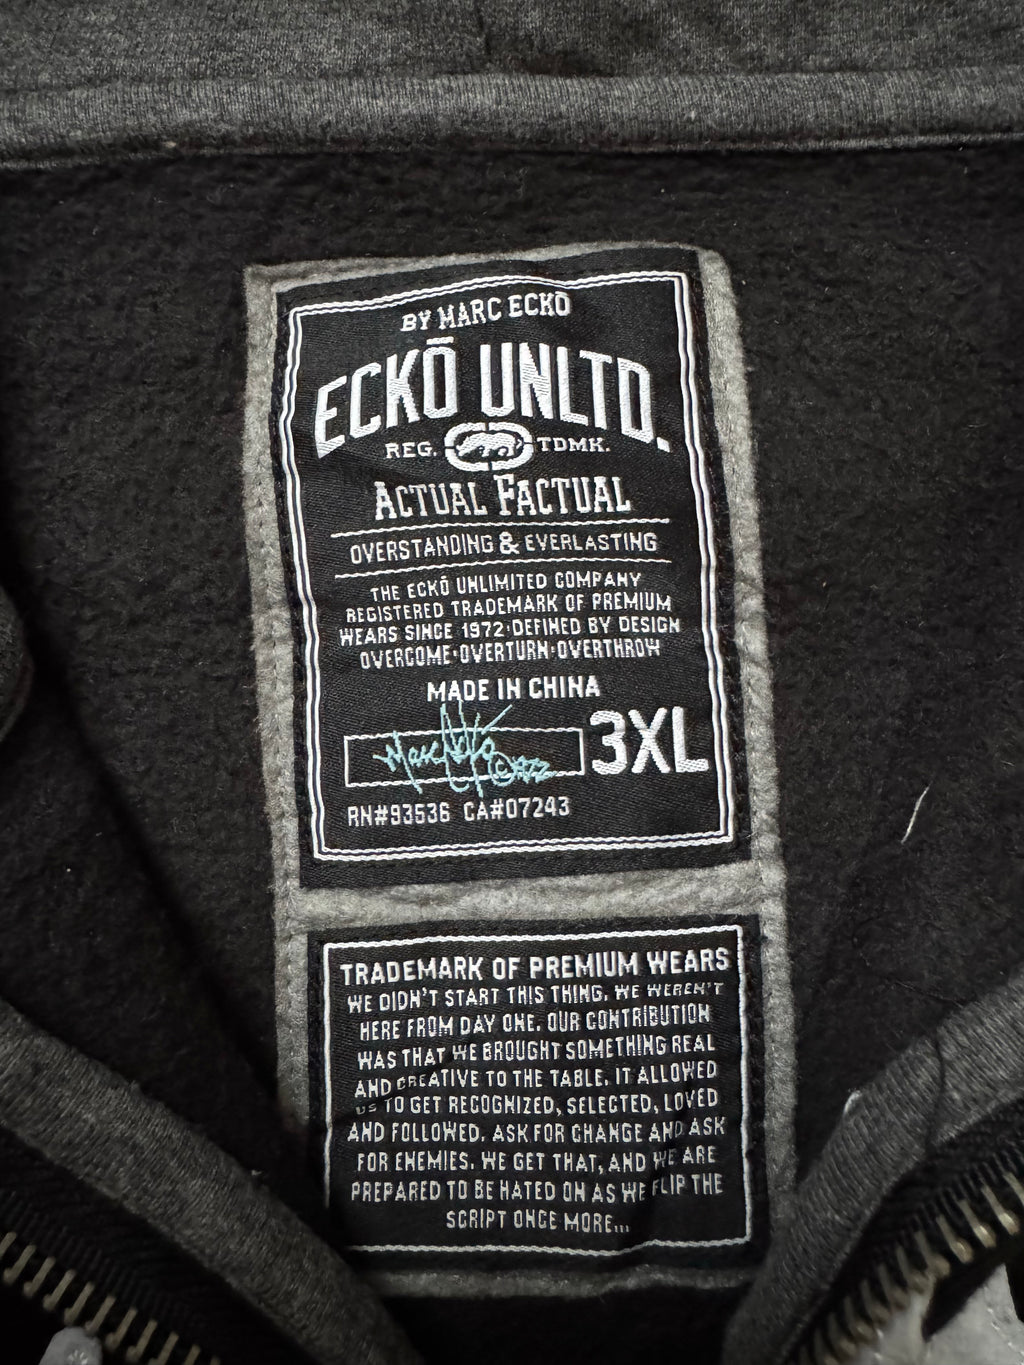 BY MARC ECKŌ
ECKŌ UNLTD.
REG. TDMK.
ACTUAL FACTUAL
OVERSTANDING & EVERLASTING
THE ECKŌ UNLIMITED COMPANY
REGISTERED TRADEMARK OF PREMIUM
WEARS SINCE 1972·DEFINED BY DESIGN
OVERCOME·OVERTURN·OVERTHROW
MADE IN CHINA
Marc Ecko ©1972
3XL
RN#93536 CA#07243
TRADEMARK OF PREMIUM WEARS
WE DIDN'T START THIS THING. WE WEREN'T
HERE FROM DAY ONE. OUR CONTRIBUTION
WAS THAT WE BROUGHT SOMETHING REAL
AND CREATIVE TO THE TABLE. IT ALLOWED
US TO GET RECOGNIZED, SELECTED, LOVED
AND FOLLOWED. ASK FOR CHANGE AND ASK
FOR ENEMIES. WE GET THAT, AND WE ARE
PREPARED TO BE HATED ON AS WE FLIP THE
SCRIPT ONCE MORE...